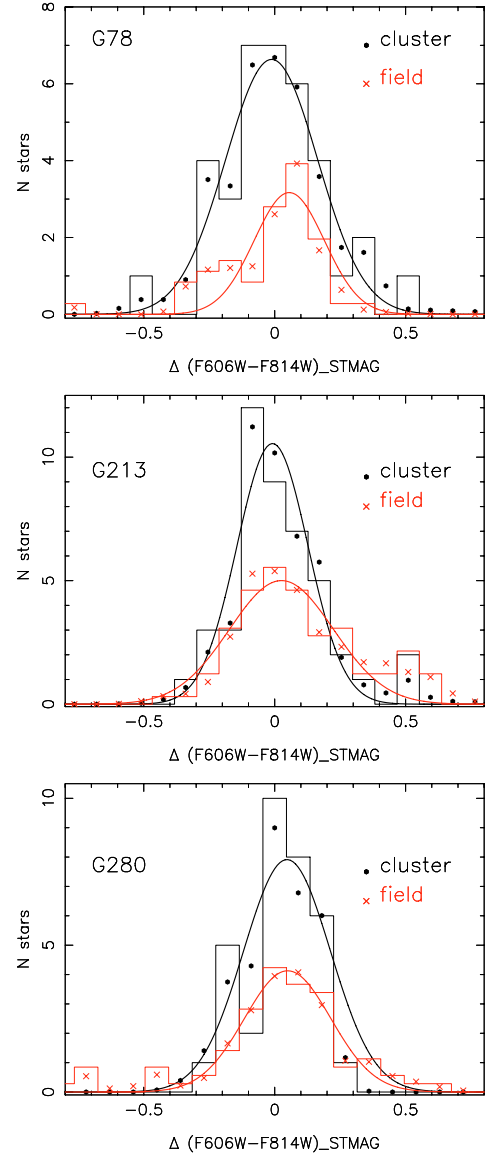 8
6
4
2
0
N stars
G78
cluster
field
−0.5
0
0.5
Δ (F606W−F814W)_STMAG
10
5
0
N stars
G213
cluster
field
−0.5
0
0.5
Δ (F606W−F814W)_STMAG
10
5
0
N stars
G280
cluster
field
−0.5
0
0.5
Δ (F606W−F814W)_STMAG